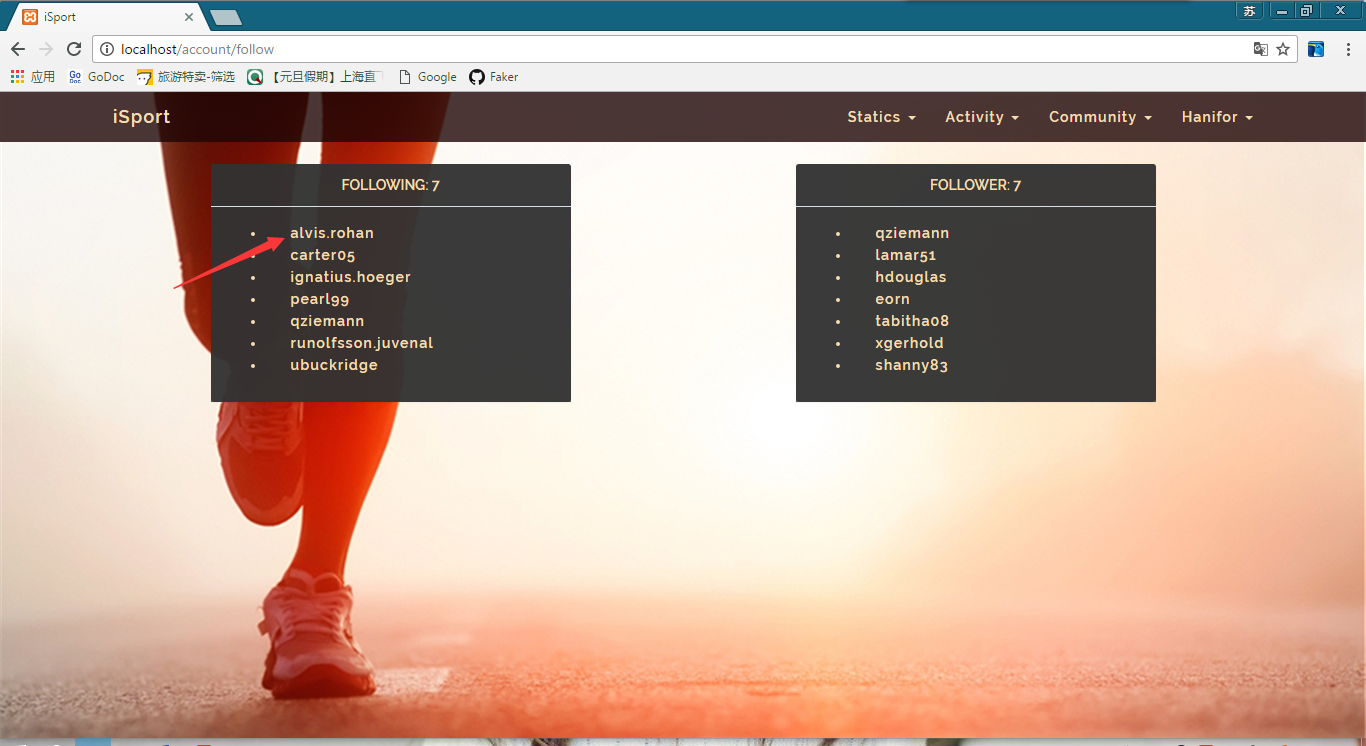 iSport
苏
localhost/account/follow
应用
GoDoc
旅游特卖-筛选
【元旦假期】上海直
Google
Faker
iSport
Statics
Activity
Community
Hanifor
FOLLOWING: 7
alvis.rohan
carter05
ignatius.hoeger
pearl99
qziemann
runolfsson.juvenal
ubuckridge
FOLLOWER: 7
qziemann
lamar51
hdouglas
eorn
tabitha08
xgerhold
shanny83